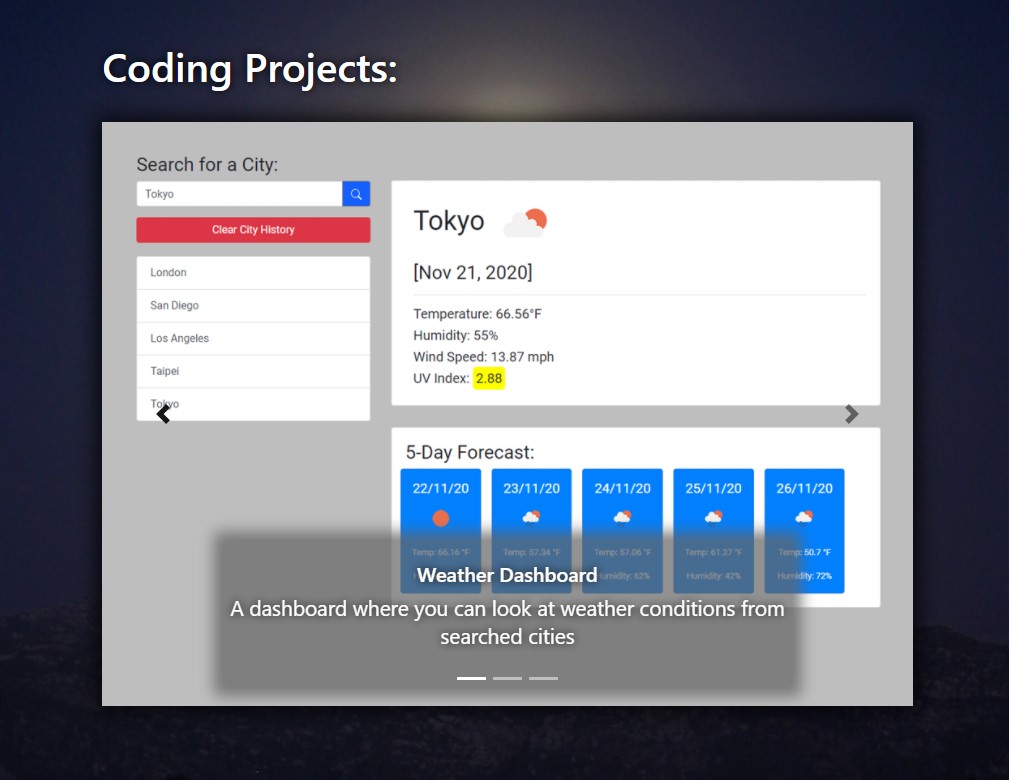 Coding Projects:
Search for a City:
Tokyo
Clear City History
London
San Diego
Los Angeles
Taipei
Tokyo
Tokyo
[Nov 21, 2020]
Temperature: 66.56°F
Humidity: 55%
Wind Speed: 13.87 mph
UV Index: 2.88
5-Day Forecast:
22/11/20 23/11/20 24/11/20 25/11/20 26/11/20
Temp: 66.16 °F Temp: 57.34 °F Temp: 57.06 °F Temp: 61.27 °F Temp: 50.7 °F
Humidity: 62% Humidity: 42% Humidity: 72%
Weather Dashboard
A dashboard where you can look at weather conditions from
searched cities